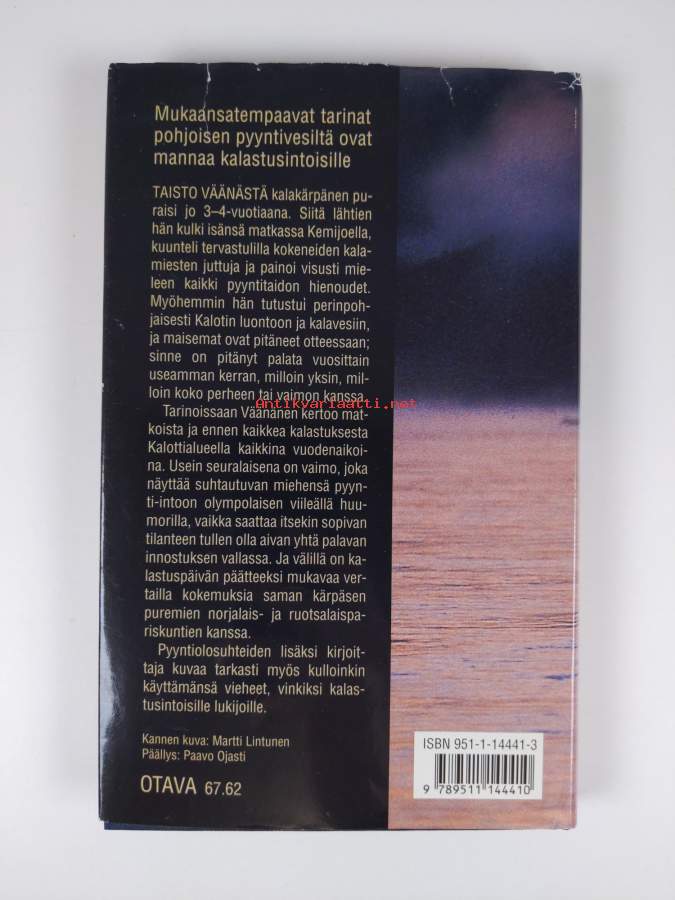 Mukaansatempaavat tarinat
pohjoisen pyyntivesiltä ovat
mannaa kalastusintoisille
TAISTO VÄÄNÄSTÄ kalakärpänen pu-
raisi jo 3–4-vuotiaana. Siitä lähtien
hän kulki isänsä matkassa Kemijoella,
kuunteli tervastulilla kokeneiden kala-
miesten juttuja ja painoi visusti mie-
leen kaikki pyyntitaidon hienoudet.
Myöhemmin hän tutustui perinpoh-
jaisesti Kalotin luontoon ja kalavesiin,
ja maisemat ovat pitäneet otteessaan;
sinne on pitänyt palata vuosittain
useamman kerran, milloin yksin, mil-
loin koko perheen tai vaimon kanssa.
Antikvariaatti.net
Tarinoissaan Väänänen kertoo mat-
koista ja ennen kaikkea kalastuksesta
Kalottialueella kaikkina vuodenaikoi-
na. Usein seuralaisena on vaimo, joka
näyttää suhtautuvan miehensä pyyn-
ti-intoon olympolaisen viileällä huu-
morilla, vaikka saattaa itsekin sopivan
tilanteen tullen olla aivan yhtä palavan
innostuksen vallassa. Ja välillä on ka-
lastuspäivän päätteeksi mukavaa ver-
tailla kokemuksia saman kärpäsen
puremien norjalais- ja ruotsalaispa-
riskuntien kanssa.
Pyyntiolosuhteiden lisäksi kirjoit-
taja kuvaa tarkasti myös kulloinkin
käyttämänsä vieheet, vinkiksi kalas-
tusintoisille lukijoille.
Kannen kuva: Martti Lintunen
Päällys: Paavo Ojasti
OTAVA 67.62
ISBN 951-1-14441-3
9 789511 144410